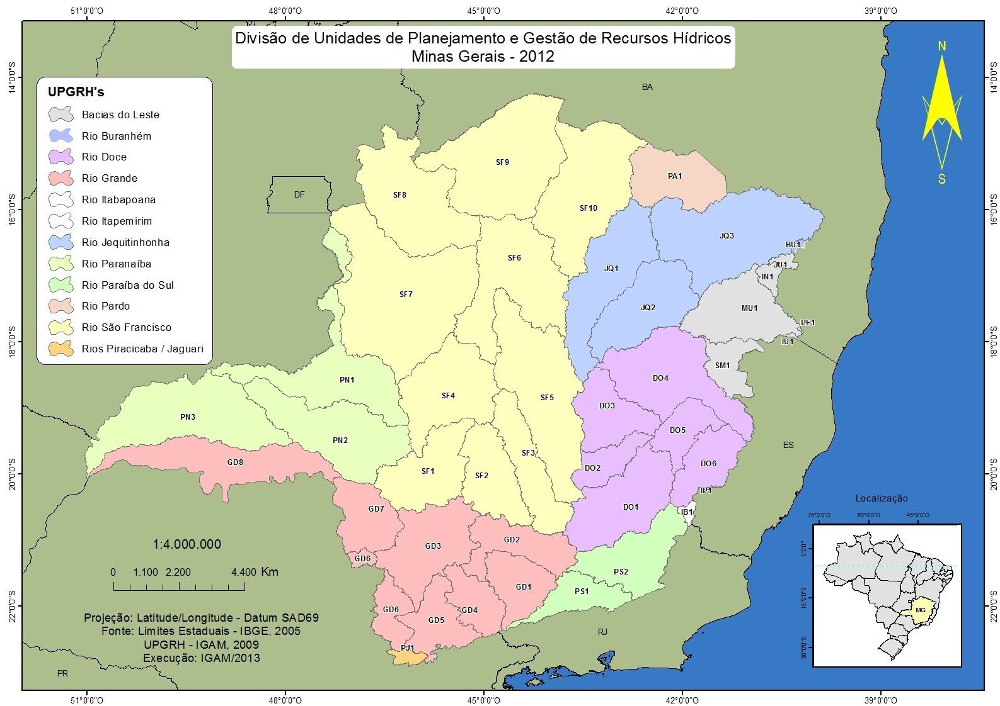 51°0'0"O 48°0'0"O 45°0'0"O 42°0'0"O 39°0'0"O
Divisão de Unidades de Planejamento e Gestão de Recursos Hídricos
Minas Gerais - 2012
N
S
14°0'0"S
16°0'0"S
18°0'0"S
20°0'0"S
22°0'0"S
14°0'0"S
16°0'0"S
18°0'0"S
20°0'0"S
22°0'0"S
UPGRH's
Bacias do Leste
Rio Buranhém
Rio Doce
Rio Grande
Rio Itabapoana
Rio Itapemirim
Rio Jequitinhonha
Rio Paranaíba
Rio Paraíba do Sul
Rio Pardo
Rio São Francisco
Rios Piracicaba / Jaguari
BA
DF
SF9
SF8
SF10
PA1
JQ3
BU1
SF6
JQ1
JU1
IN1
SF7
JQ2
MU1
PE1
IU1
SM1
PN1
DO4
SF4
SF5
DO3
PN3
DO5
PN2
ES
SF3
GD8
SF1
SF2
DO2
DO6
IP1
GD7
DO1
IB1
GD2
GD3
GD6
PS2
GD1
PS1
GD6
GD4
GD5
RJ
PJ1
PR
1:4.000.000
0 1.100 2.200 4.400 Km
Projeção: Latitude/Longitude - Datum SAD69
Fonte: Limites Estaduais - IBGE, 2005
UPGRH - IGAM, 2009
Execução: IGAM/2013
Localização
75°0'0"O 60°0'0"O 45°0'0"O
0°0'0"
15°0'0"S
30°0'0"S
MG
51°0'0"O 48°0'0"O 45°0'0"O 42°0'0"O 39°0'0"O